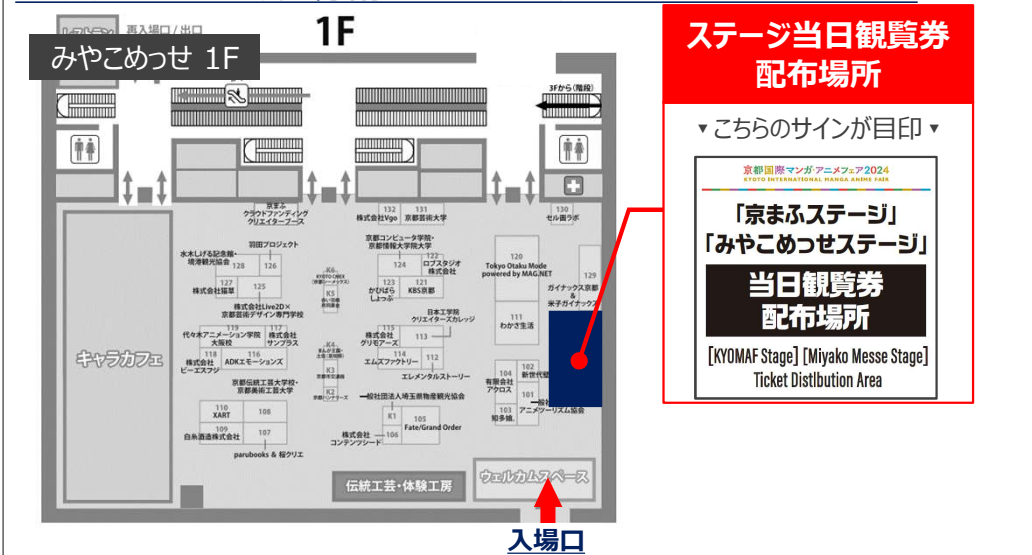 1F
再入場口／出口
みやこめっせ 1F
3Fから（階段）
京まふ
クラウドファンディング
クリエイターブース
132
株式会社Vgo
131
京都芸術大学
130
セル画ラボ
羽田プロジェクト
水木しげる記念館・
境港観光協会
128
126
127
株式会社猫草
125
株式会社Live2D×
京都芸術デザイン専門学校
119
代々木アニメーション学院
大阪校
117
株式会社
サンプラス
118
株式会社
ビーエスフジ
116
ADKエモーションズ
京都伝統工芸大学校・
京都美術工芸大学
110
XART
108
109
白糸酒造株式会社
107
parubooks & 桜クリエ
キャラカフェ
K6
K5
K4
K3
K2
京都コンピュータ学院・
京都情報大学院大学
124
122
ロブスタジオ
株式会社
123
かびぱら
しょっぷ
121
KBS京都
日本工学院
クリエイターズカレッジ
115
株式会社
グリモアーズ
113
114
エムズファクトリー
112
エレメンタルストーリー
一般社団法人埼玉県物産観光協会
K1
105
Fate/Grand Order
株式会社
コンテンツシード
106
120
Tokyo Otaku Mode
powered by MAG.NET
129
ガイナックス京都
&
米子ガイナックス
111
わかさ生活
104
有限会社
アクロス
102
101
103
知多娘。
アニメツーリズム協会
伝統工芸・体験工房
ウェルカムスペース
入場口
ステージ当日観覧券
配布場所
▼こちらのサインが目印▼
京都国際マンガ・アニメフェア2024
KYOTO INTERNATIONAL MANGA ANIME FAIR
「京まふステージ」
「みやこめっせステージ」
当日観覧券
配布場所
[KYOMAF Stage] [Miyako Messe Stage]
Ticket Distlbution Area